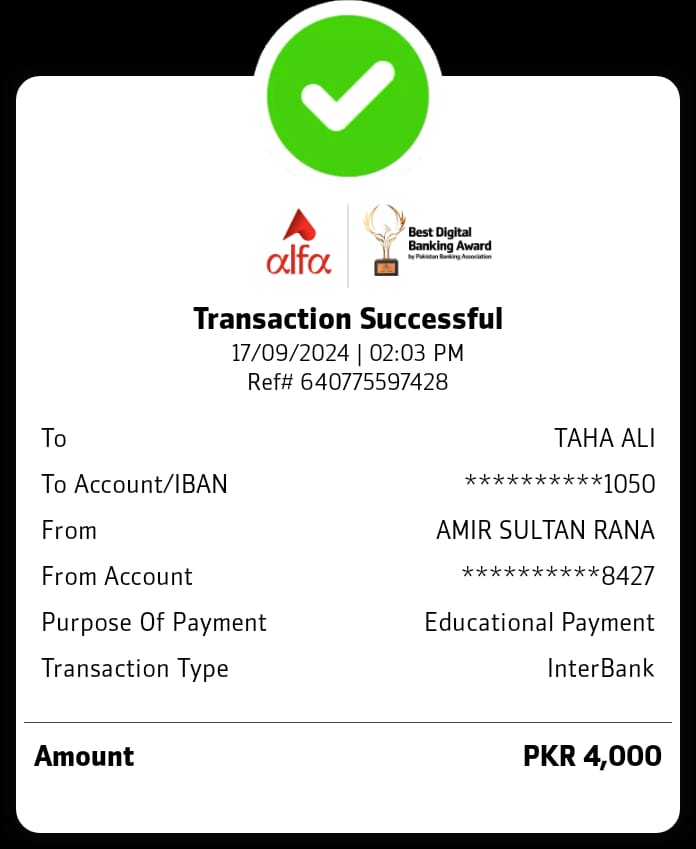 alfa
Best Digital
Banking Award
by Pakistan Banking Association
Transaction Successful
17/09/2024 | 02:03 PM
Ref# 640775597428
To TAHA ALI
To Account/IBAN **********1050
From AMIR SULTAN RANA
From Account **********8427
Purpose Of Payment Educational Payment
Transaction Type InterBank
Amount PKR 4,000